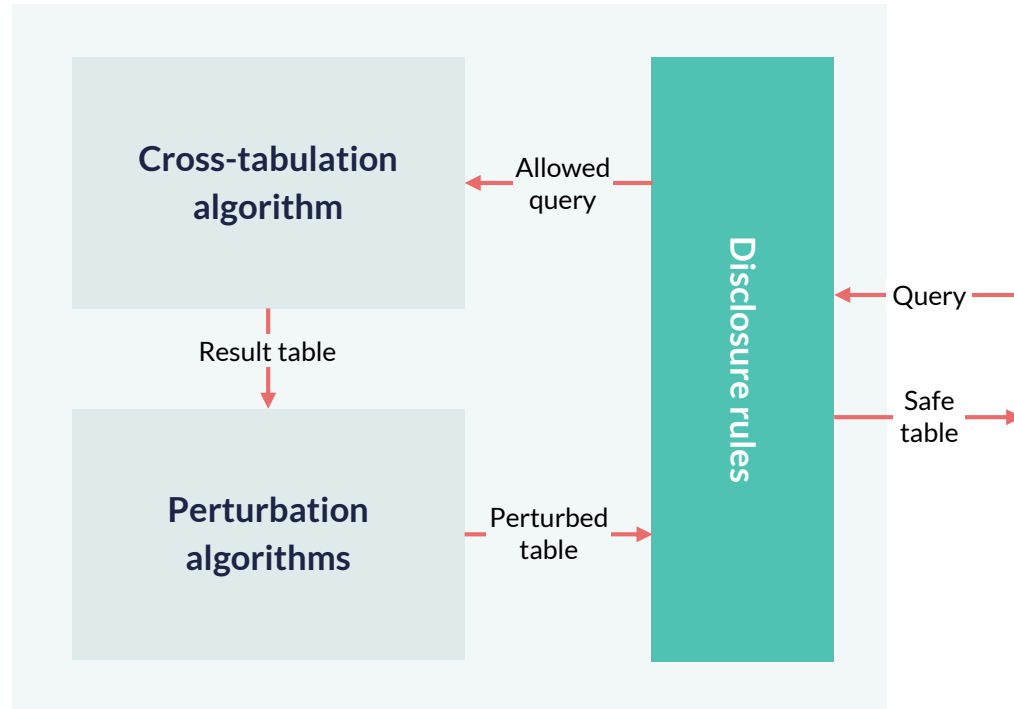 Cross-tabulation
algorithm
Allowed
query
Disclosure rules
Query
Result table
Safe
table
Perturbation
algorithms
Perturbed
table